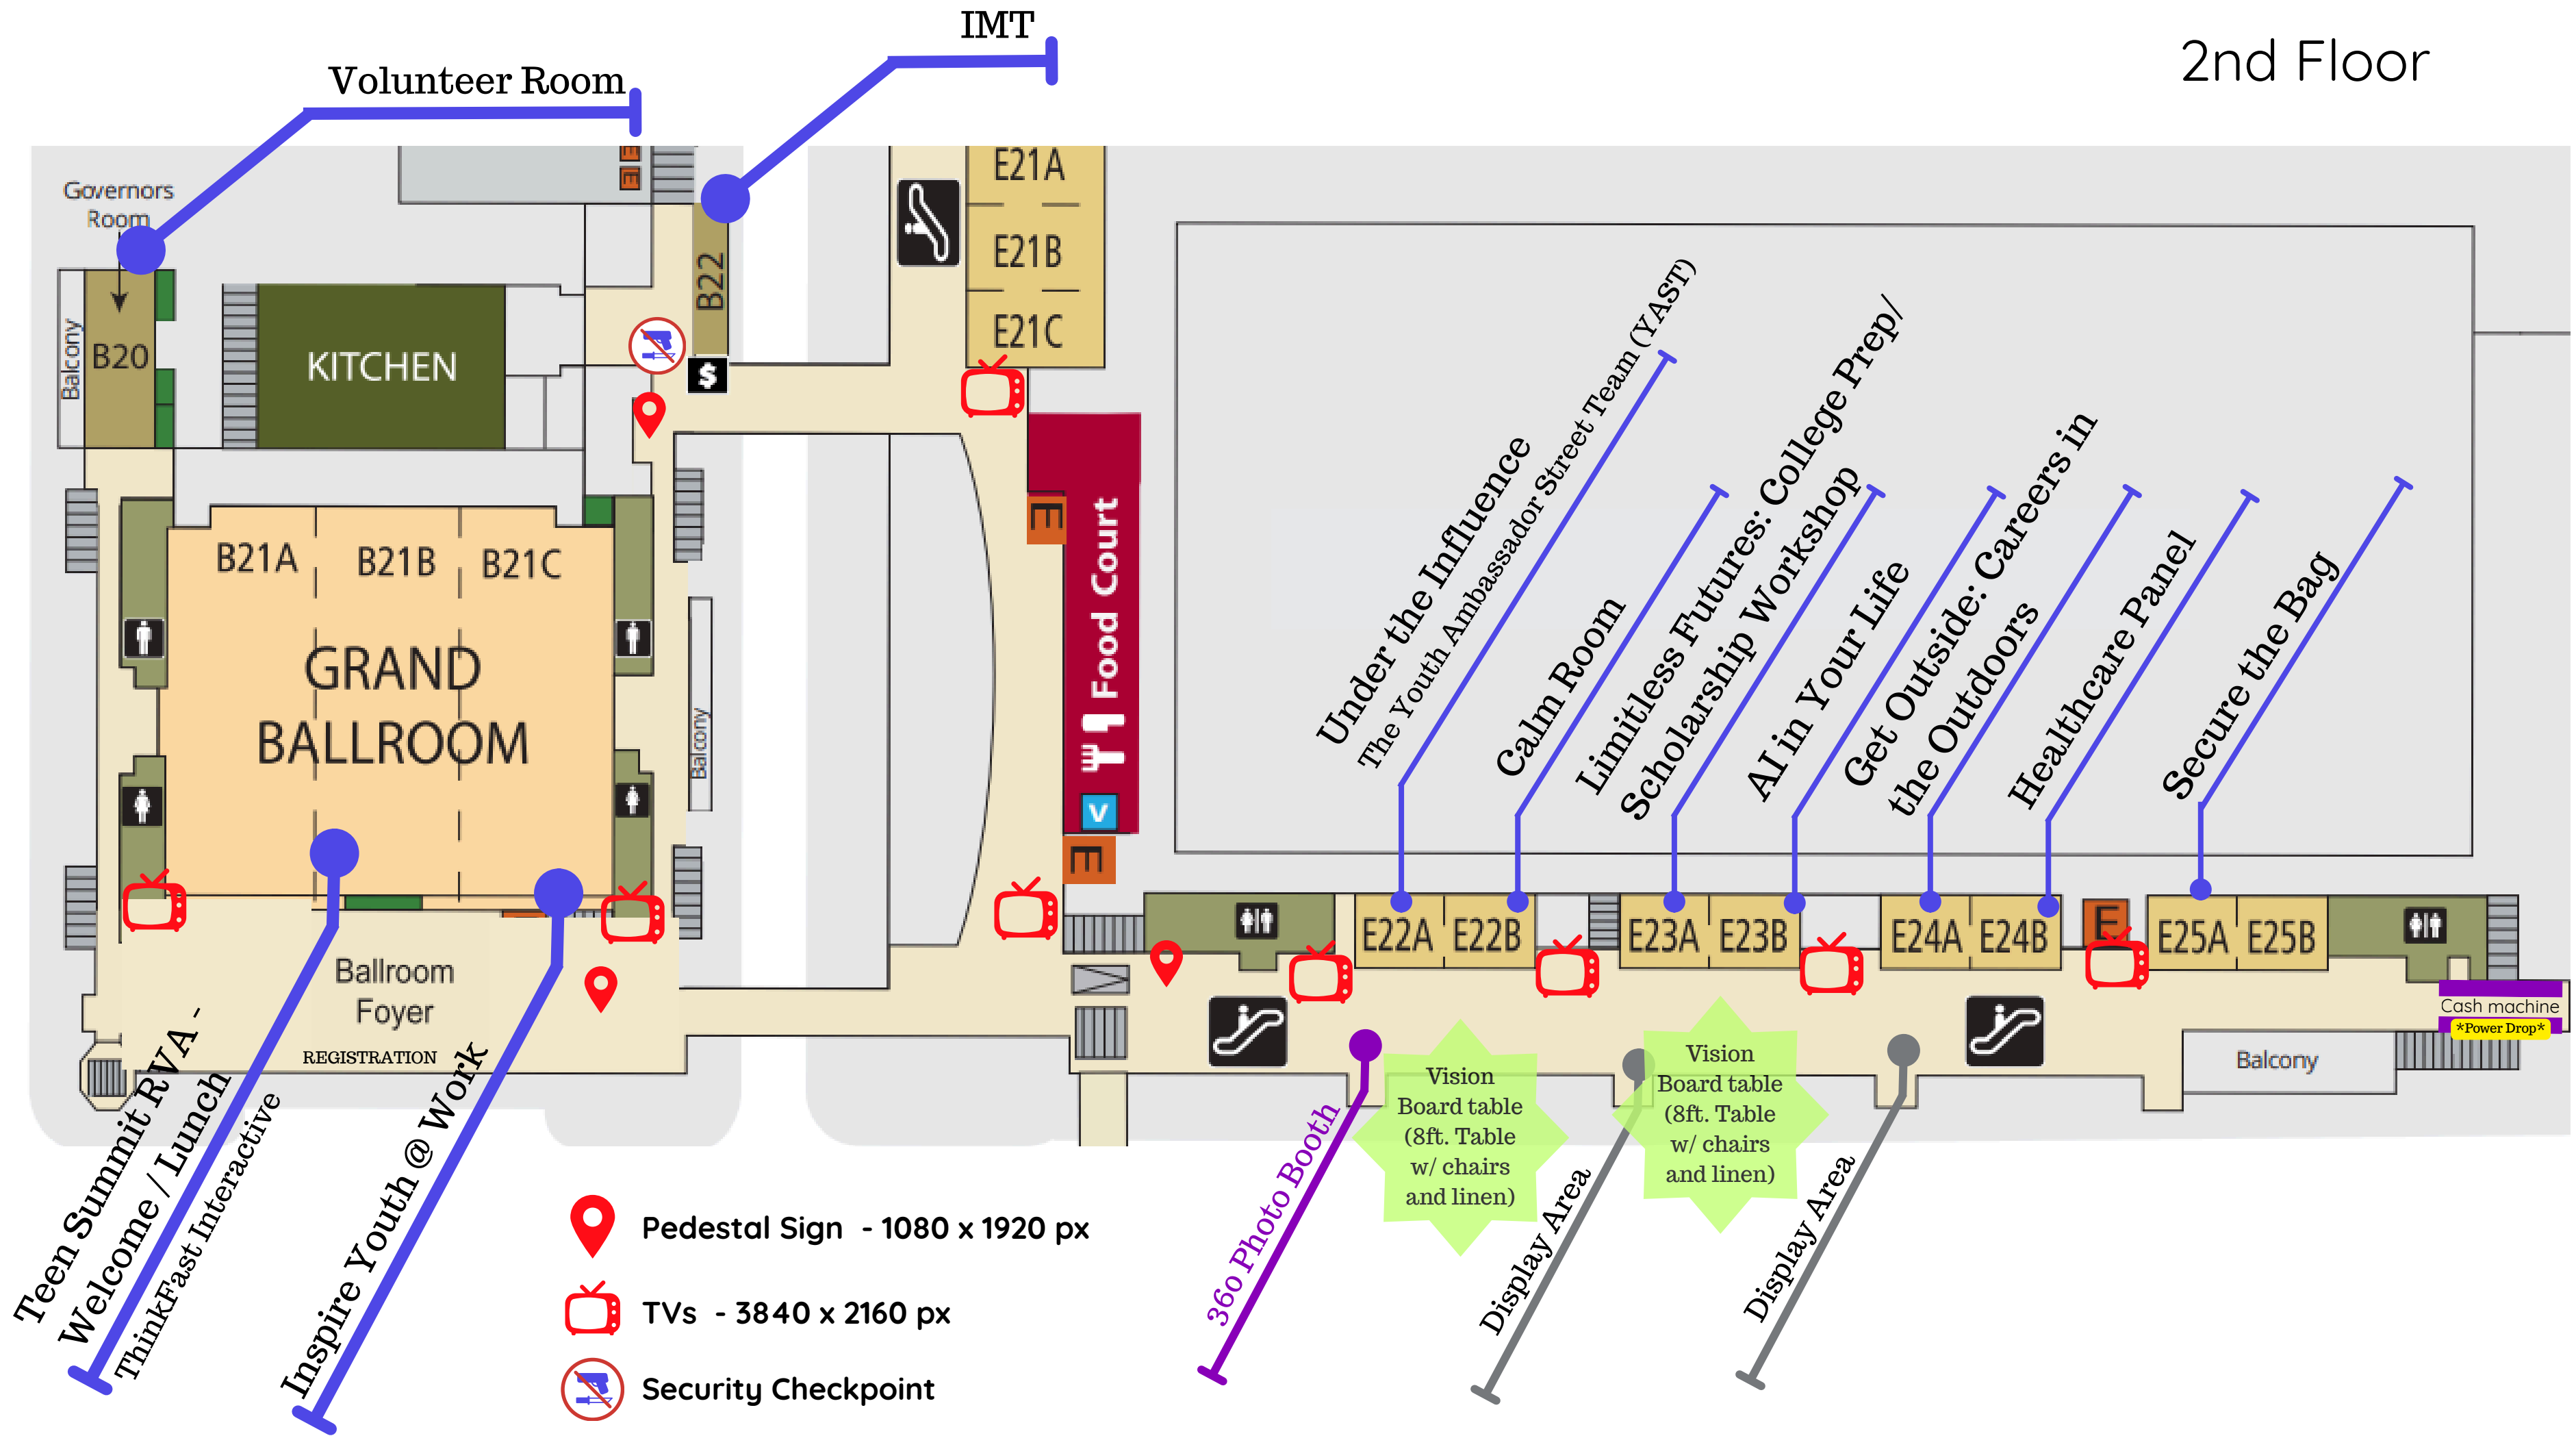 IMT
2nd Floor
Volunteer Room
Governors
Room
E
E
E21A
E21B
E21C
B22
$
Balcony
B20
KITCHEN
B21A
B21B
B21C
GRAND
BALLROOM
Balcony
E
Food Court
V
E
Under the Influence
The Youth Ambassador Street Team (YAST)
Calm Room
Limitless Futures: College Prep/
Scholarship Workshop
AI in Your Life
Get Outside: Careers in
the Outdoors
Healthcare Panel
Secure the Bag
E22A
E22B
E23A
E23B
E24A
E24B
E
E25A
E25B
Ballroom
Foyer
REGISTRATION
Cash machine
*Power Drop*
Balcony
Vision
Board table
(8ft. Table
w/ chairs
and linen)
Vision
Board table
(8ft. Table
w/ chairs
and linen)
Teen Summit RVA -
Welcome / Lunch
ThinkFast Interactive
Inspire Youth @ Work
360 Photo Booth
Display Area
Display Area
Pedestal Sign - 1080 x 1920 px
TVs - 3840 x 2160 px
Security Checkpoint